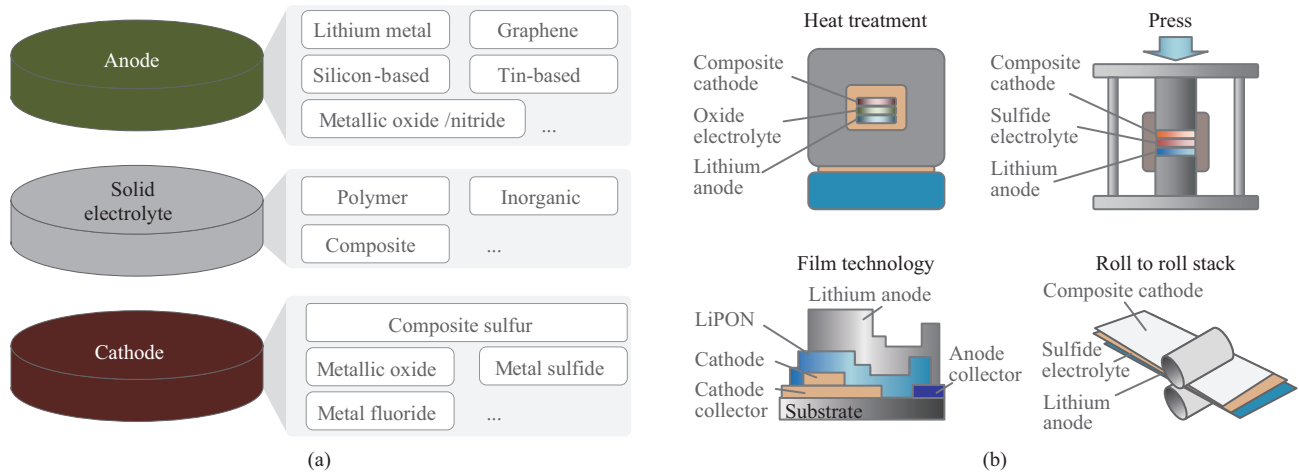 Anode
Lithium metal
Graphene
Silicon-based
Tin-based
Metallic oxide /nitride
...
Solid
electrolyte
Polymer
Inorganic
Composite
...
Cathode
Composite sulfur
Metallic oxide
Metal sulfide
Metal fluoride
...
(a)
Heat treatment
Composite
cathode
Oxide
electrolyte
Lithium
anode
Press
Composite
cathode
Sulfide
electrolyte
Lithium
anode
Film technology
Lithium anode
LiPON
Cathode
Cathode
collector
Anode
collector
Substrate
Roll to roll stack
Composite cathode
Sulfide
electrolyte
Lithium
anode
(b)